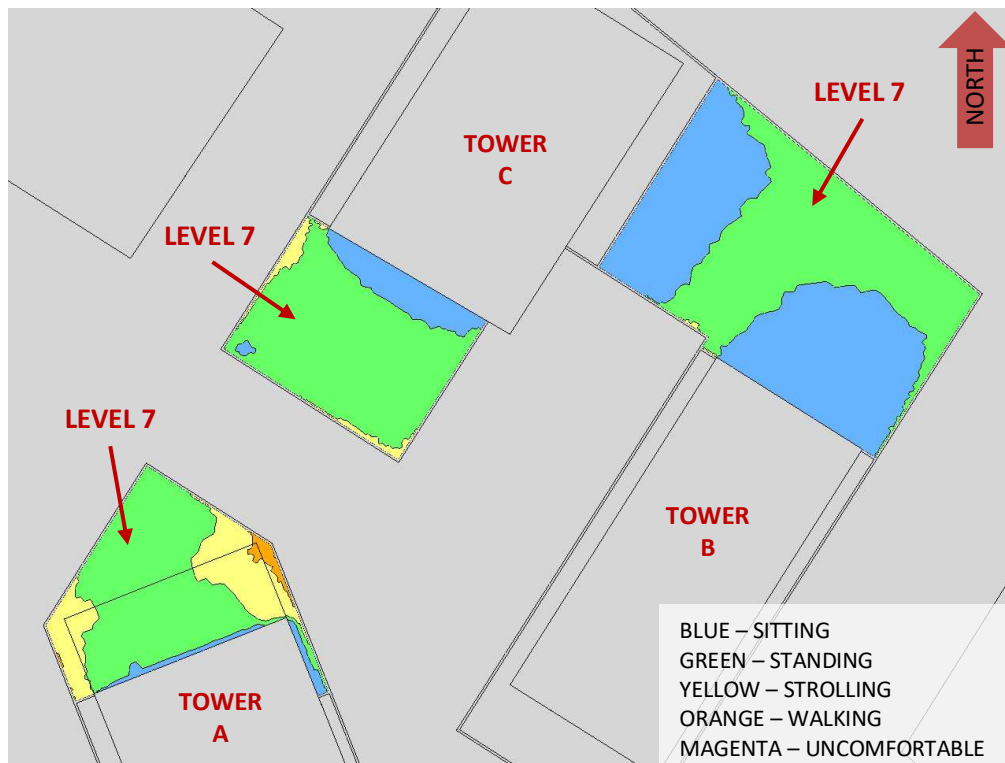 NORTH
LEVEL 7
TOWER
C
LEVEL 7
LEVEL 7
TOWER
B
TOWER
A
BLUE – SITTING
GREEN – STANDING
YELLOW – STROLLING
ORANGE – WALKING
MAGENTA – UNCOMFORTABLE